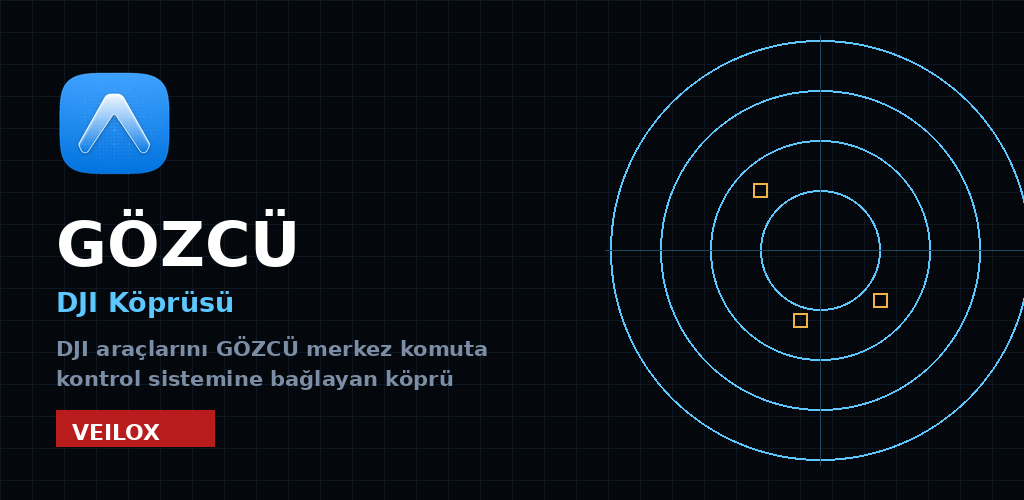 GÖZCÜ
DJI Köprüsü
DJI araçlarını GÖZCÜ merkez komuta
kontrol sistemine bağlayan köprü
VEILOX